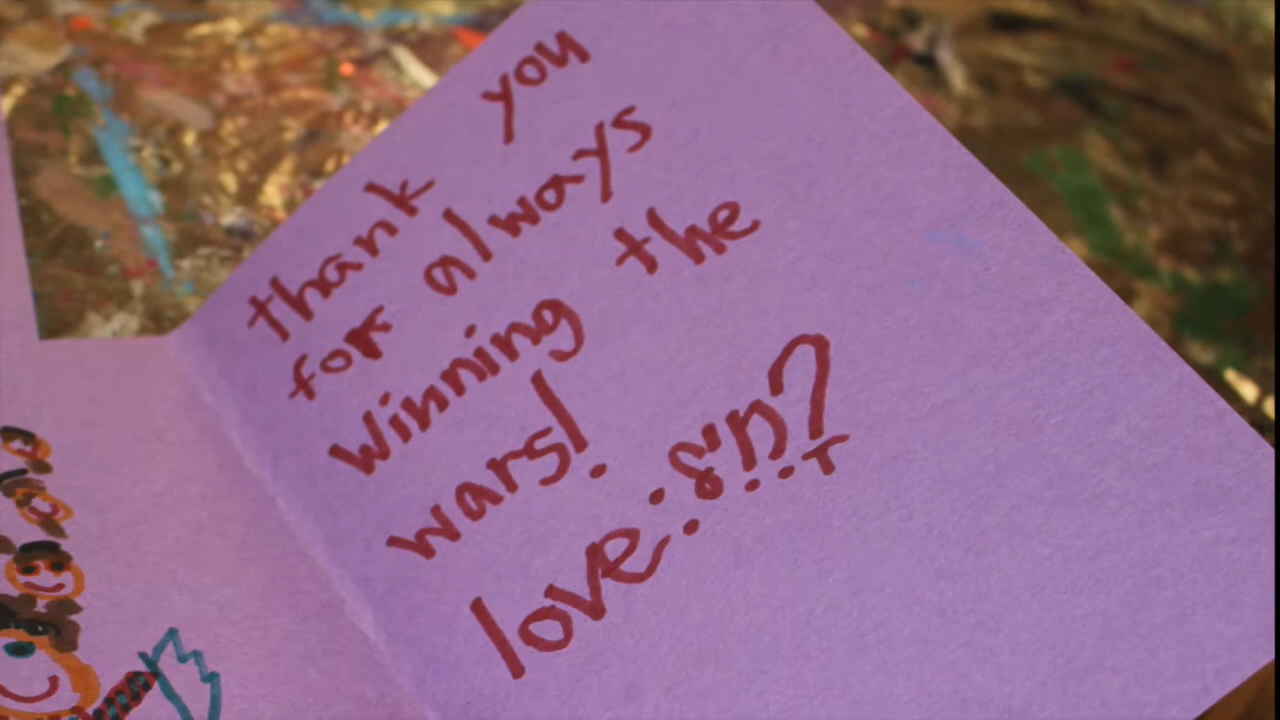 thank you
for always
winning the
wars!
love: רָחֵל